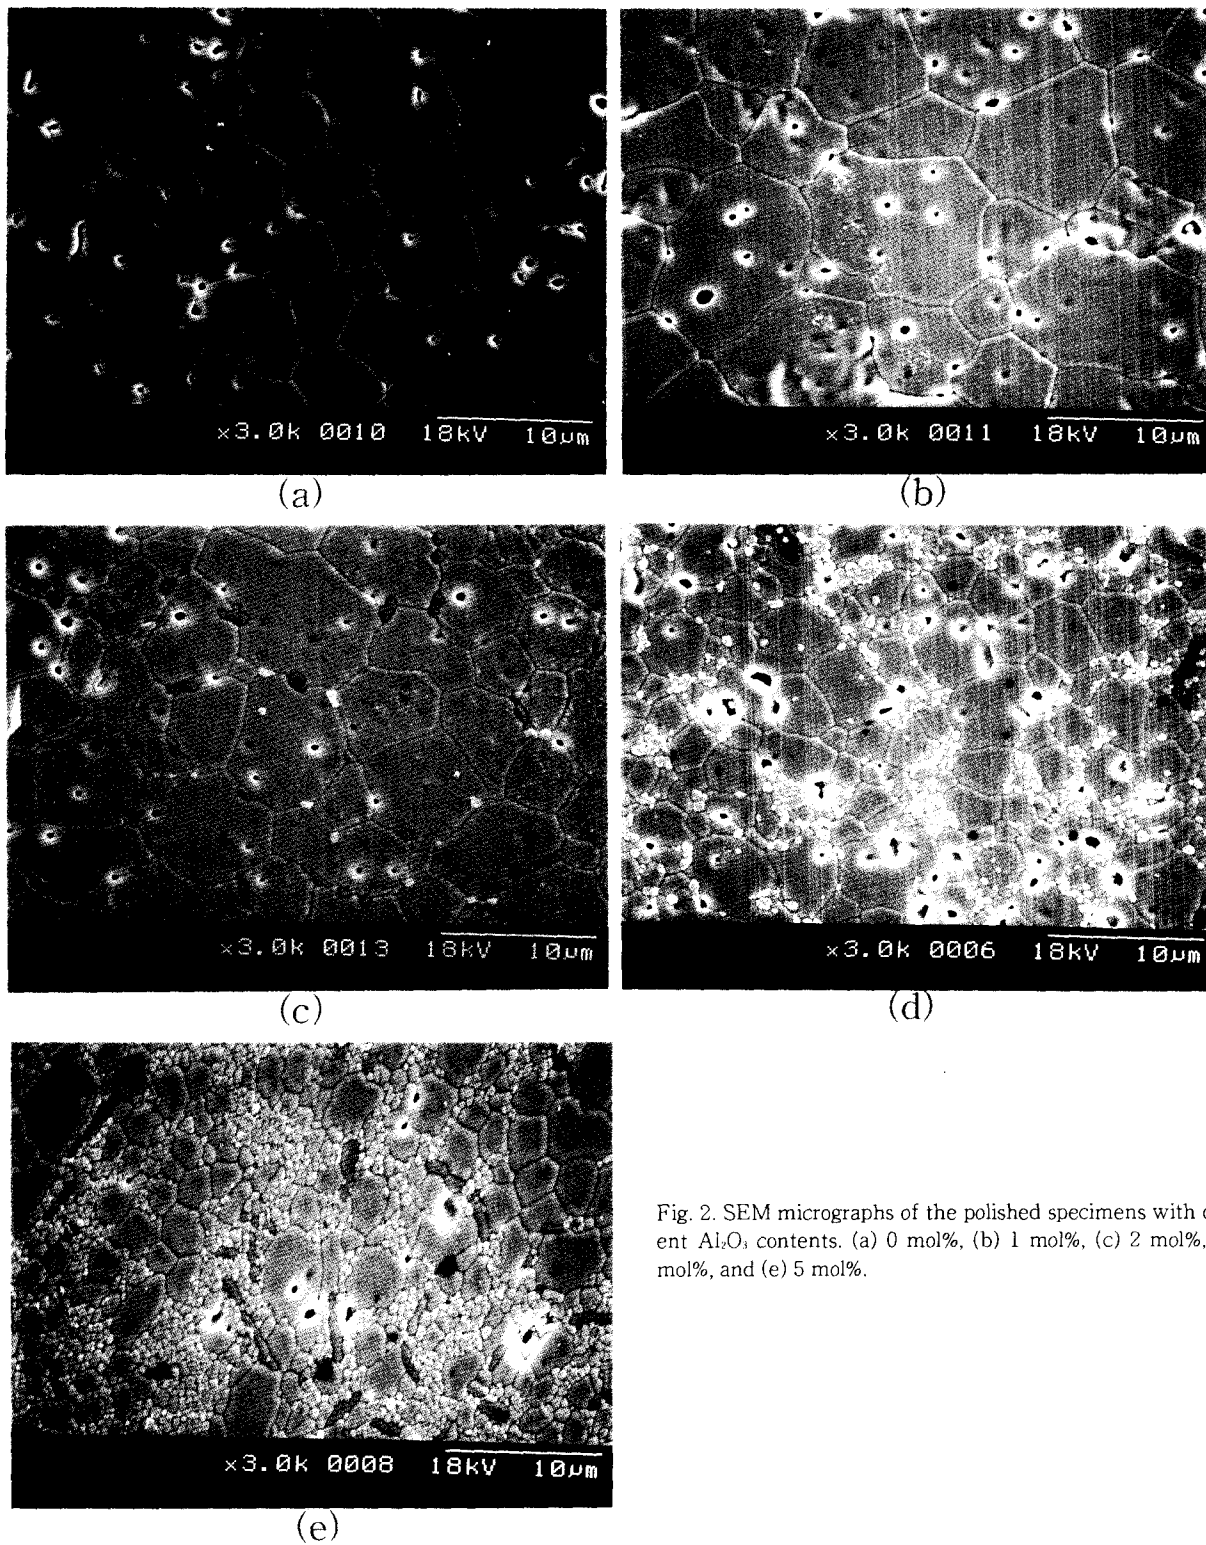 ×3.0k 0010 18kV 10μm
(a)
×3.0k 0011 18kV 10μm
(b)
×3.0k 0013 18kV 10μm
(c)
×3.0k 0006 18kV 10μm
(d)
×3.0k 0008 18kV 10μm
(e)
Fig. 2. SEM micrographs of the polished specimens with
ent Al₂O₃ contents. (a) 0 mol%, (b) 1 mol%, (c) 2 mol%,
mol%, and (e) 5 mol%.